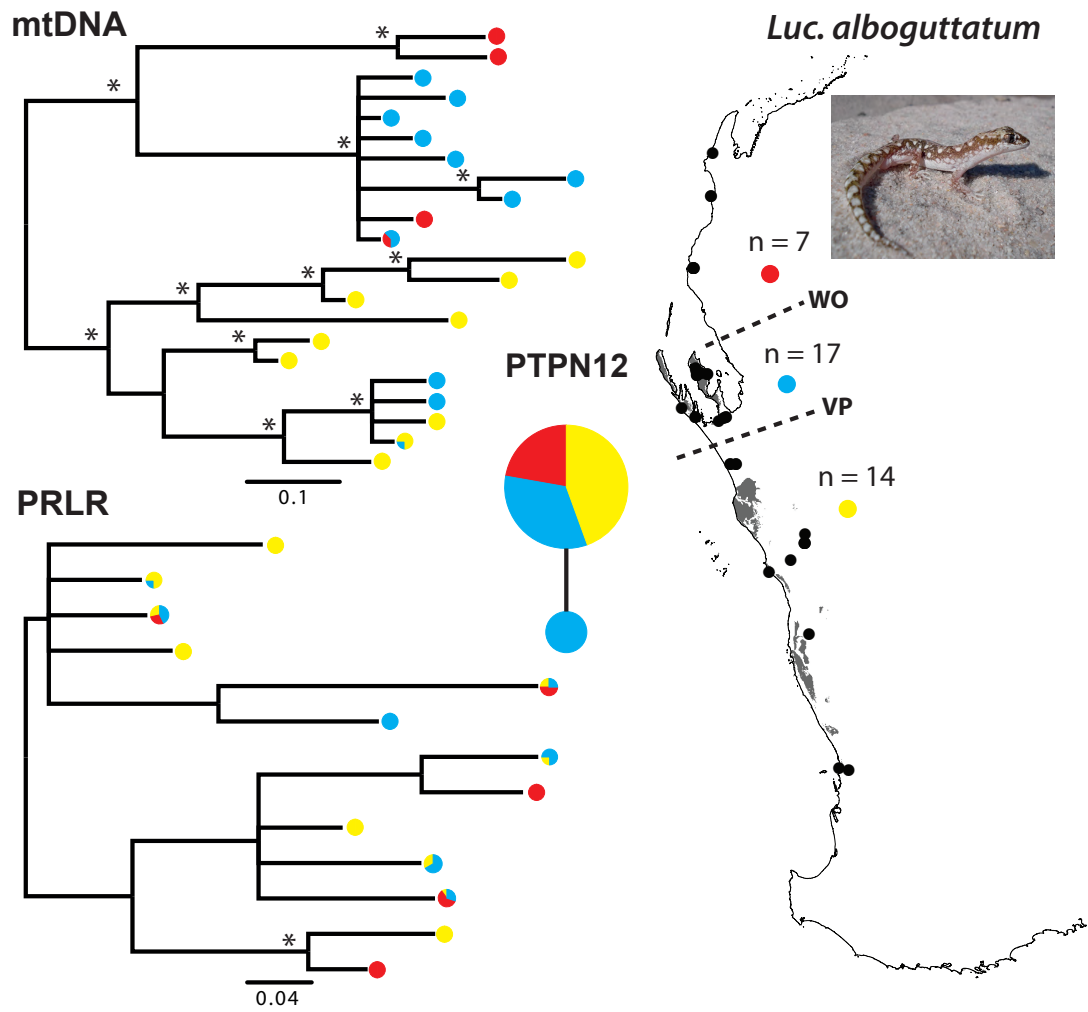 mtDNA
Luc. alboguttatum
*
*
*
*
*
*
*
*
*
*
*
0.1
PRLR
*
0.04
PTPN12
n = 7
WO
n = 17
VP
n = 14